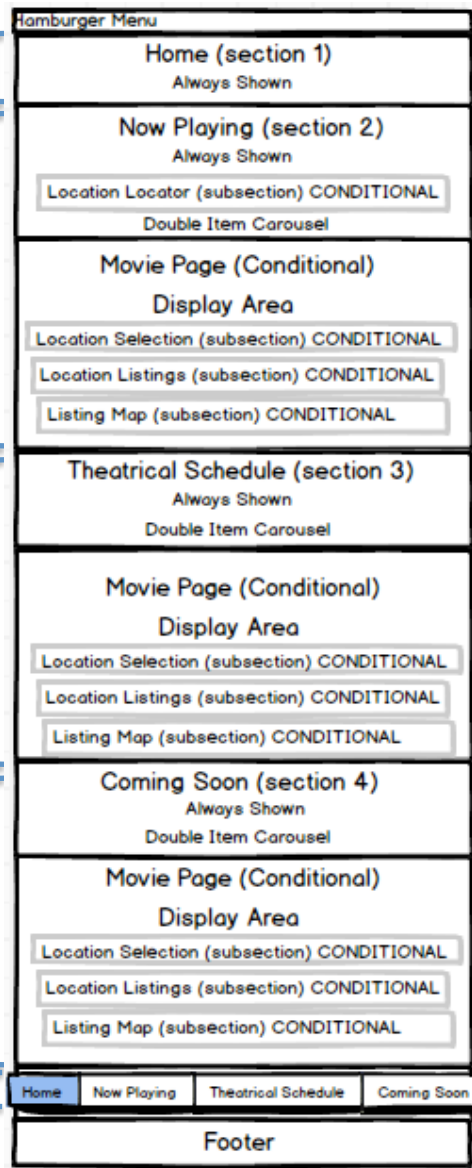 Hamburger Menu
Home (section 1)
Always Shown
Now Playing (section 2)
Always Shown
Location Locator (subsection) CONDITIONAL
Double Item Carousel
Movie Page (Conditional)
Display Area
Location Selection (subsection) CONDITIONAL
Location Listings (subsection) CONDITIONAL
Listing Map (subsection) CONDITIONAL
Theatrical Schedule (section 3)
Always Shown
Double Item Carousel
Movie Page (Conditional)
Display Area
Location Selection (subsection) CONDITIONAL
Location Listings (subsection) CONDITIONAL
Listing Map (subsection) CONDITIONAL
Coming Soon (section 4)
Always Shown
Double Item Carousel
Movie Page (Conditional)
Display Area
Location Selection (subsection) CONDITIONAL
Location Listings (subsection) CONDITIONAL
Listing Map (subsection) CONDITIONAL
Home Now Playing Theatrical Schedule Coming Soon
Footer